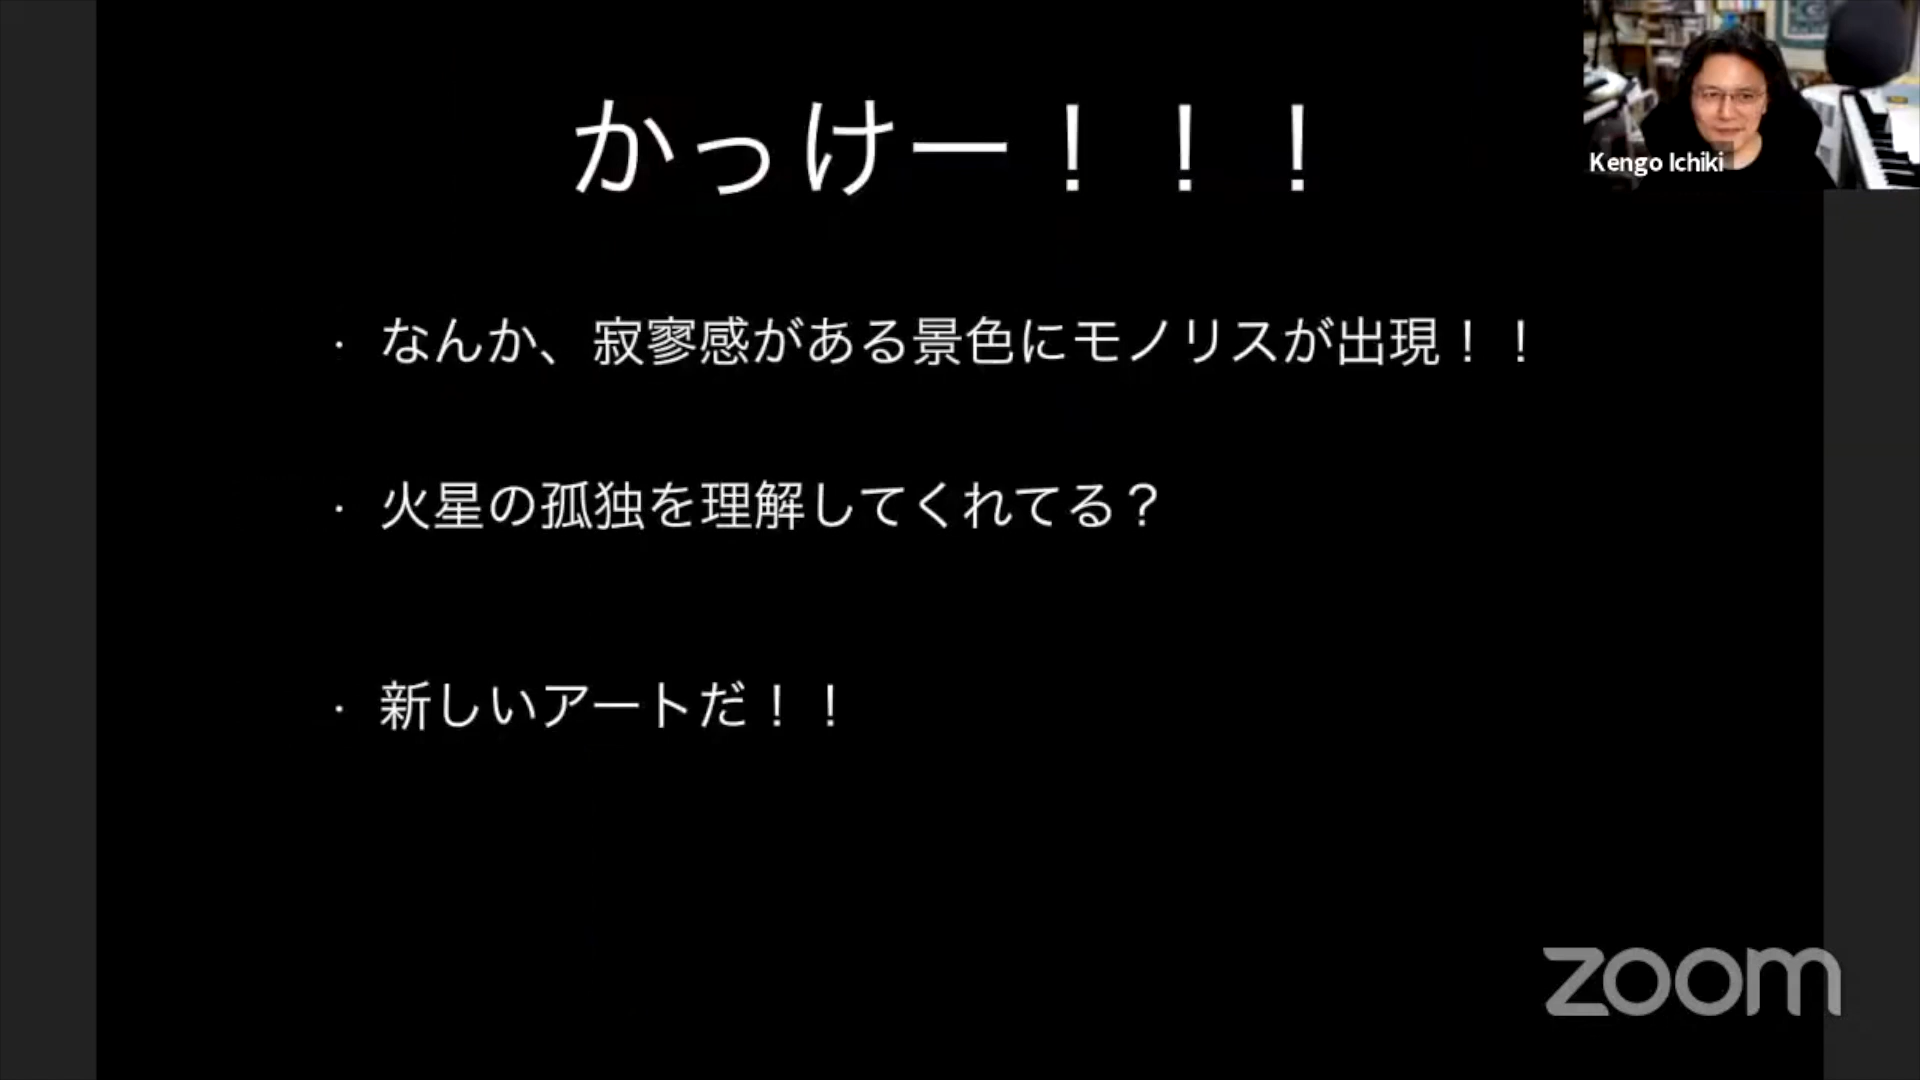 かっけー！！！
Kengo Ichiki
・ なんか、寂寥感がある景色にモノリスが出現！！
・ 火星の孤独を理解してくれてる？
・ 新しいアートだ！！
zoom